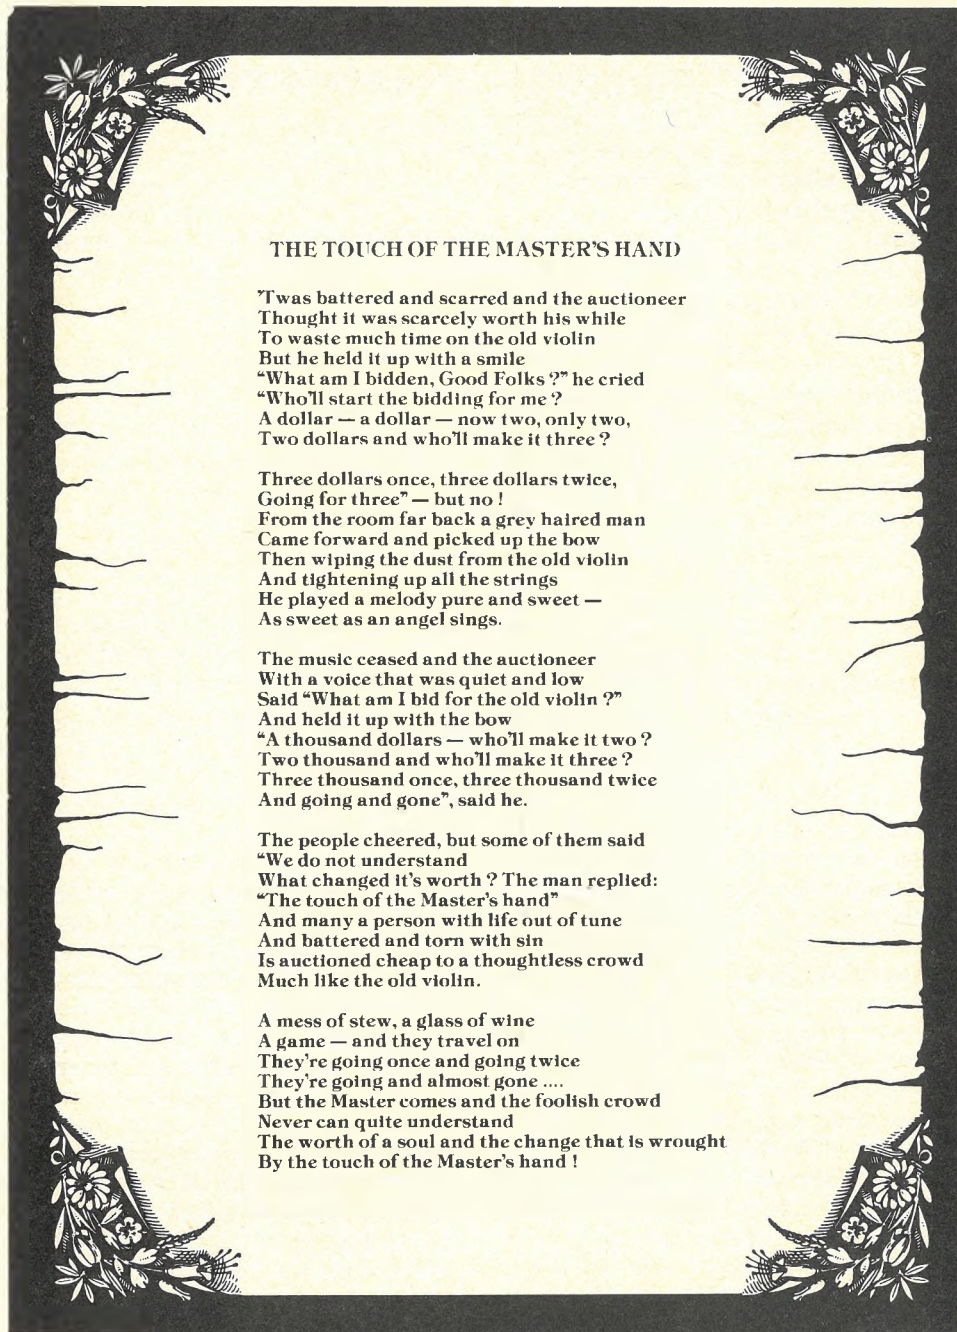 THE TOUCH OF THE MASTER'S HAND
'Twas battered and scarred and the auctioneer
Thought it was scarcely worth his while
To waste much time on the old violin
But he held it up with a smile
"What am I bidden, Good Folks ?" he cried
"Who'll start the bidding for me ?
A dollar — a dollar — now two, only two,
Two dollars and who'll make it three ?
Three dollars once, three dollars twice,
Going for three" — but no !
From the room far back a grey haired man
Came forward and picked up the bow
Then wiping the dust from the old violin
And tightening up all the strings
He played a melody pure and sweet —
As sweet as an angel sings.
The music ceased and the auctioneer
With a voice that was quiet and low
Said "What am I bid for the old violin ?"
And held it up with the bow
"A thousand dollars — who'll make it two ?
Two thousand and who'll make it three ?
Three thousand once, three thousand twice
And going and gone", said he.
The people cheered, but some of them said
"We do not understand
What changed it's worth ? The man replied:
"The touch of the Master's hand"
And many a person with life out of tune
And battered and torn with sin
Is auctioned cheap to a thoughtless crowd
Much like the old violin.
A mess of stew, a glass of wine
A game — and they travel on
They're going once and going twice
They're going and almost gone ....
But the Master comes and the foolish crowd
Never can quite understand
The worth of a soul and the change that is wrought
By the touch of the Master's hand !